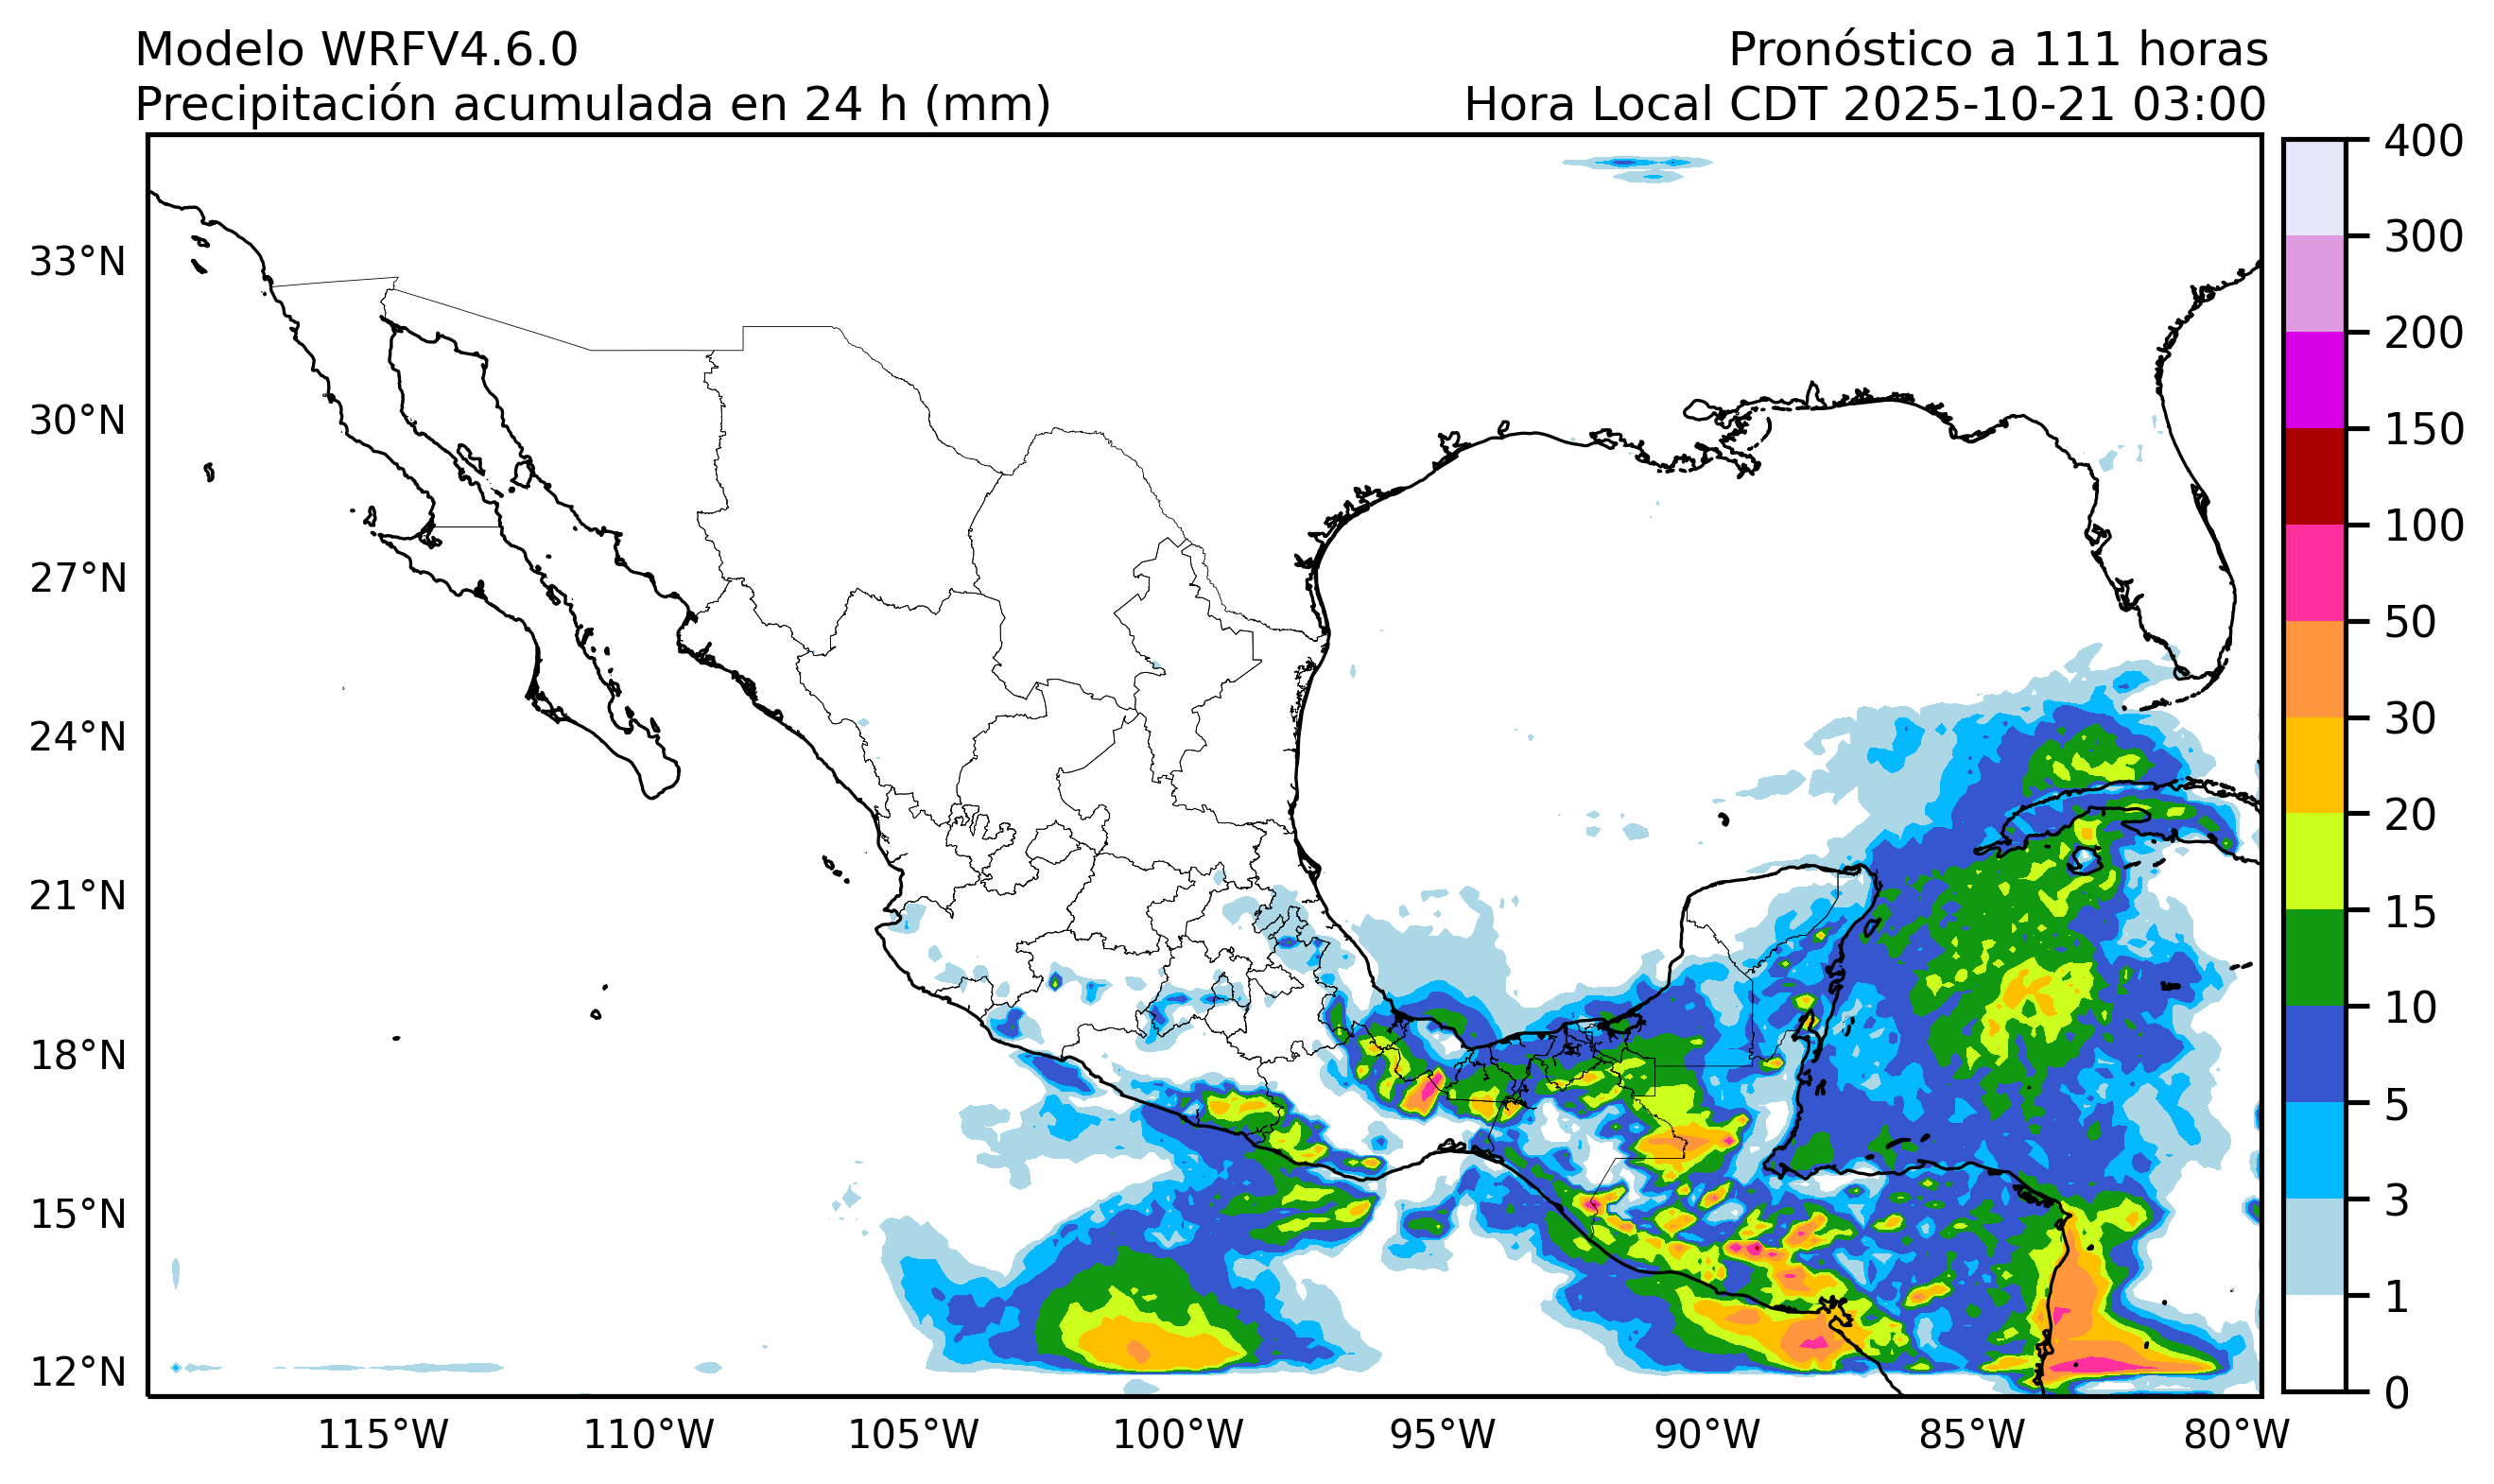 Modelo WRFV4.6.0
Pronóstico a 111 horas
Precipitación acumulada en 24 h (mm)
Hora Local CDT 2025-10-21 03:00
33°N
30°N
27°N
24°N
21°N
18°N
15°N
12°N
115°W
110°W
105°W
100°W
95°W
90°W
85°W
80°W
400
300
200
150
100
50
30
20
15
10
5
3
1
0